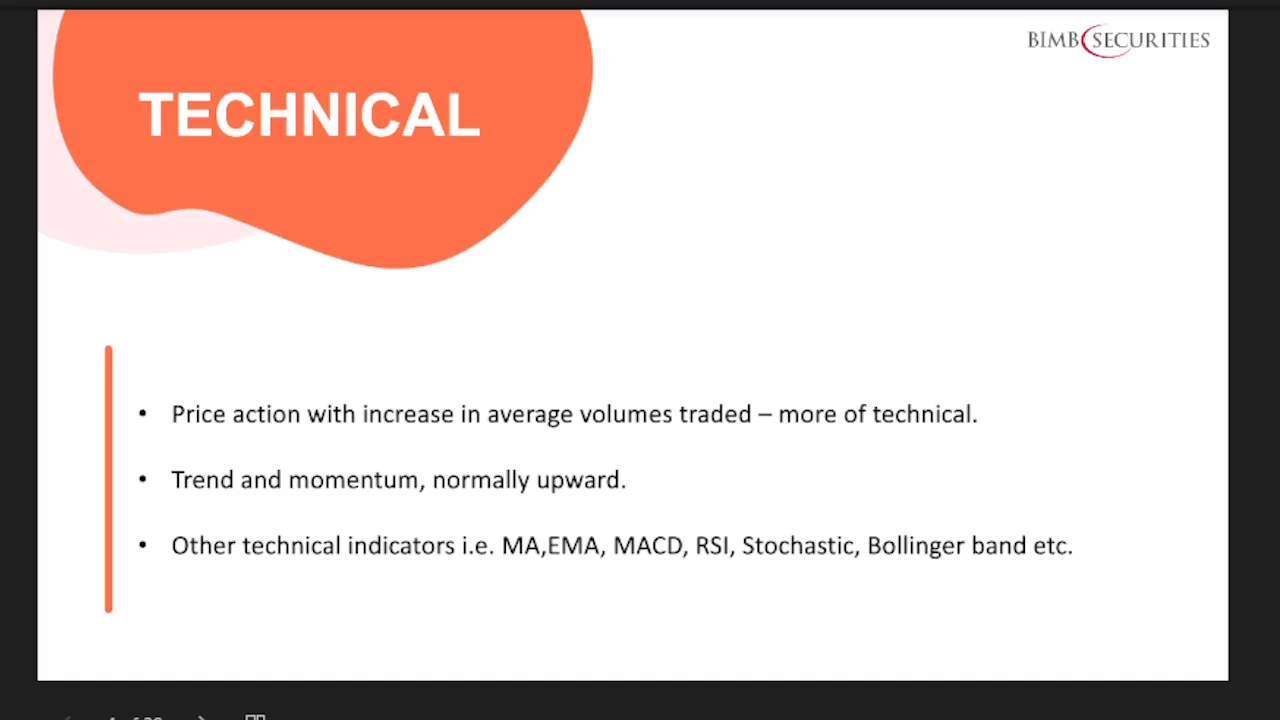 BIMB SECURITIES
TECHNICAL
• Price action with increase in average volumes traded – more of technical.
• Trend and momentum, normally upward.
• Other technical indicators i.e. MA,EMA, MACD, RSI, Stochastic, Bollinger band etc.